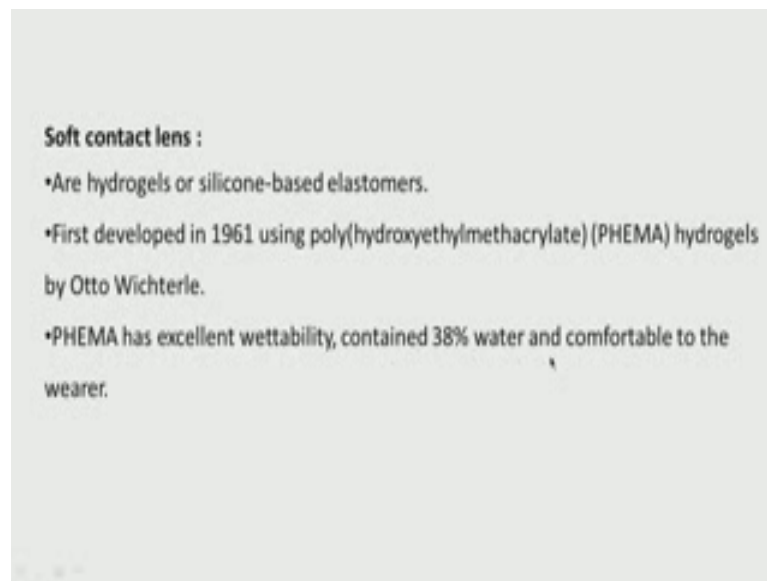 Soft contact lens :
•Are hydrogels or silicone-based elastomers.
•First developed in 1961 using poly(hydroxyethylmethacrylate) (PHEMA) hydrogels
by Otto Wichterle.
•PHEMA has excellent wettability, contained 38% water and comfortable to the
wearer.